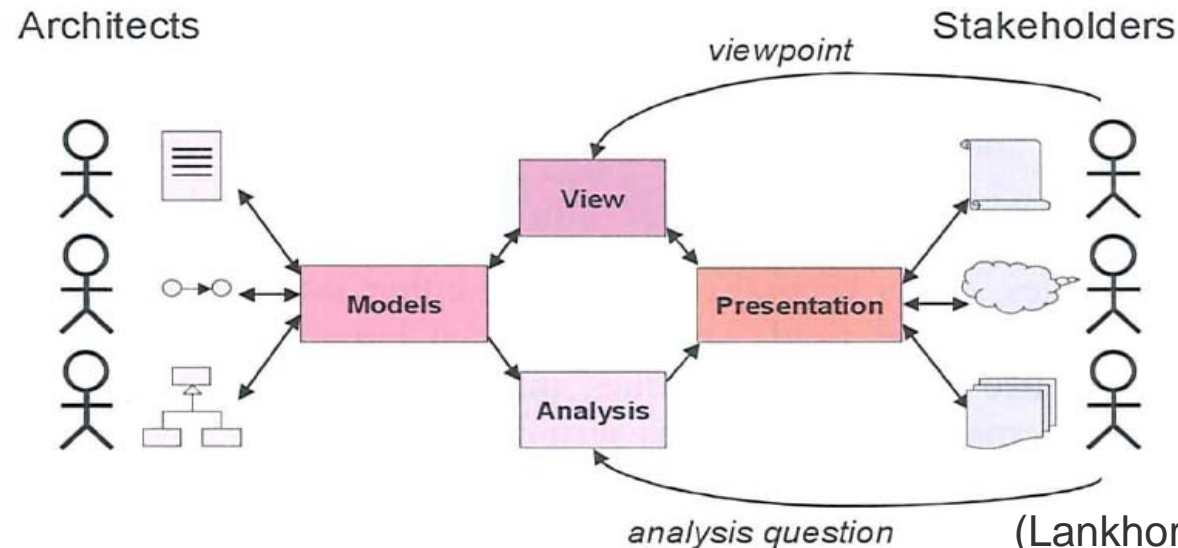 Architects
Stakeholders
viewpoint
View
Models
Presentation
Analysis
analysis question